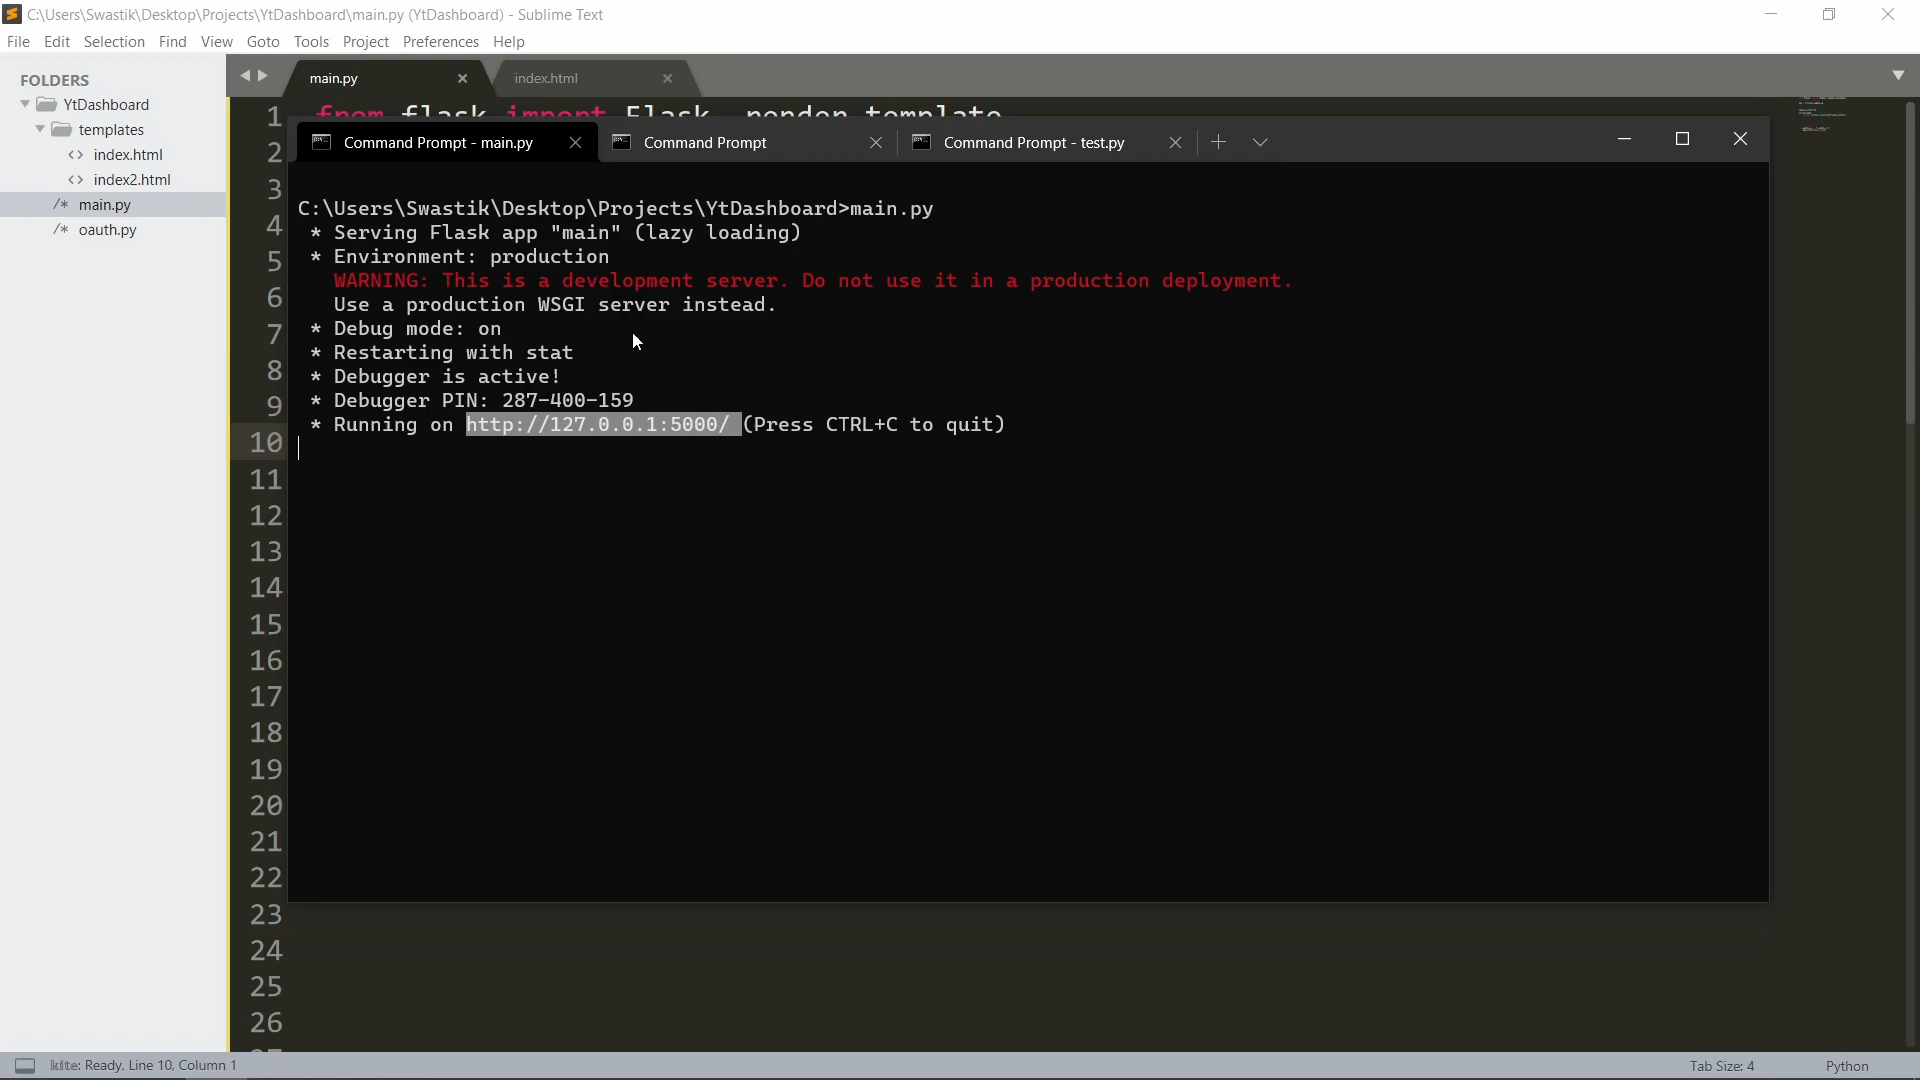 C:\Users\Swastik\Desktop\Projects\YtDashboard\main.py (YtDashboard) - Sublime Text
File Edit Selection Find View Goto Tools Project Preferences Help
FOLDERS
YtDashboard
templates
<> index.html
<> index2.html
/* main.py
/* oauth.py
main.py
index.html
1 from flask import Flask, render_template
Command Prompt - main.py
Command Prompt
Command Prompt - test.py
2
3
4
5
6
7
8
9
10
11
12
13
14
15
16
17
18
19
20
21
22
23
24
25
26
C:\Users\Swastik\Desktop\Projects\YtDashboard>main.py
* Serving Flask app "main" (lazy loading)
* Environment: production
WARNING: This is a development server. Do not use it in a production deployment.
Use a production WSGI server instead.
* Debug mode: on
* Restarting with stat
* Debugger is active!
* Debugger PIN: 287-400-159
* Running on http://127.0.0.1:5000/ (Press CTRL+C to quit)
kite: Ready, Line 10, Column 1
Tab Size: 4
Python